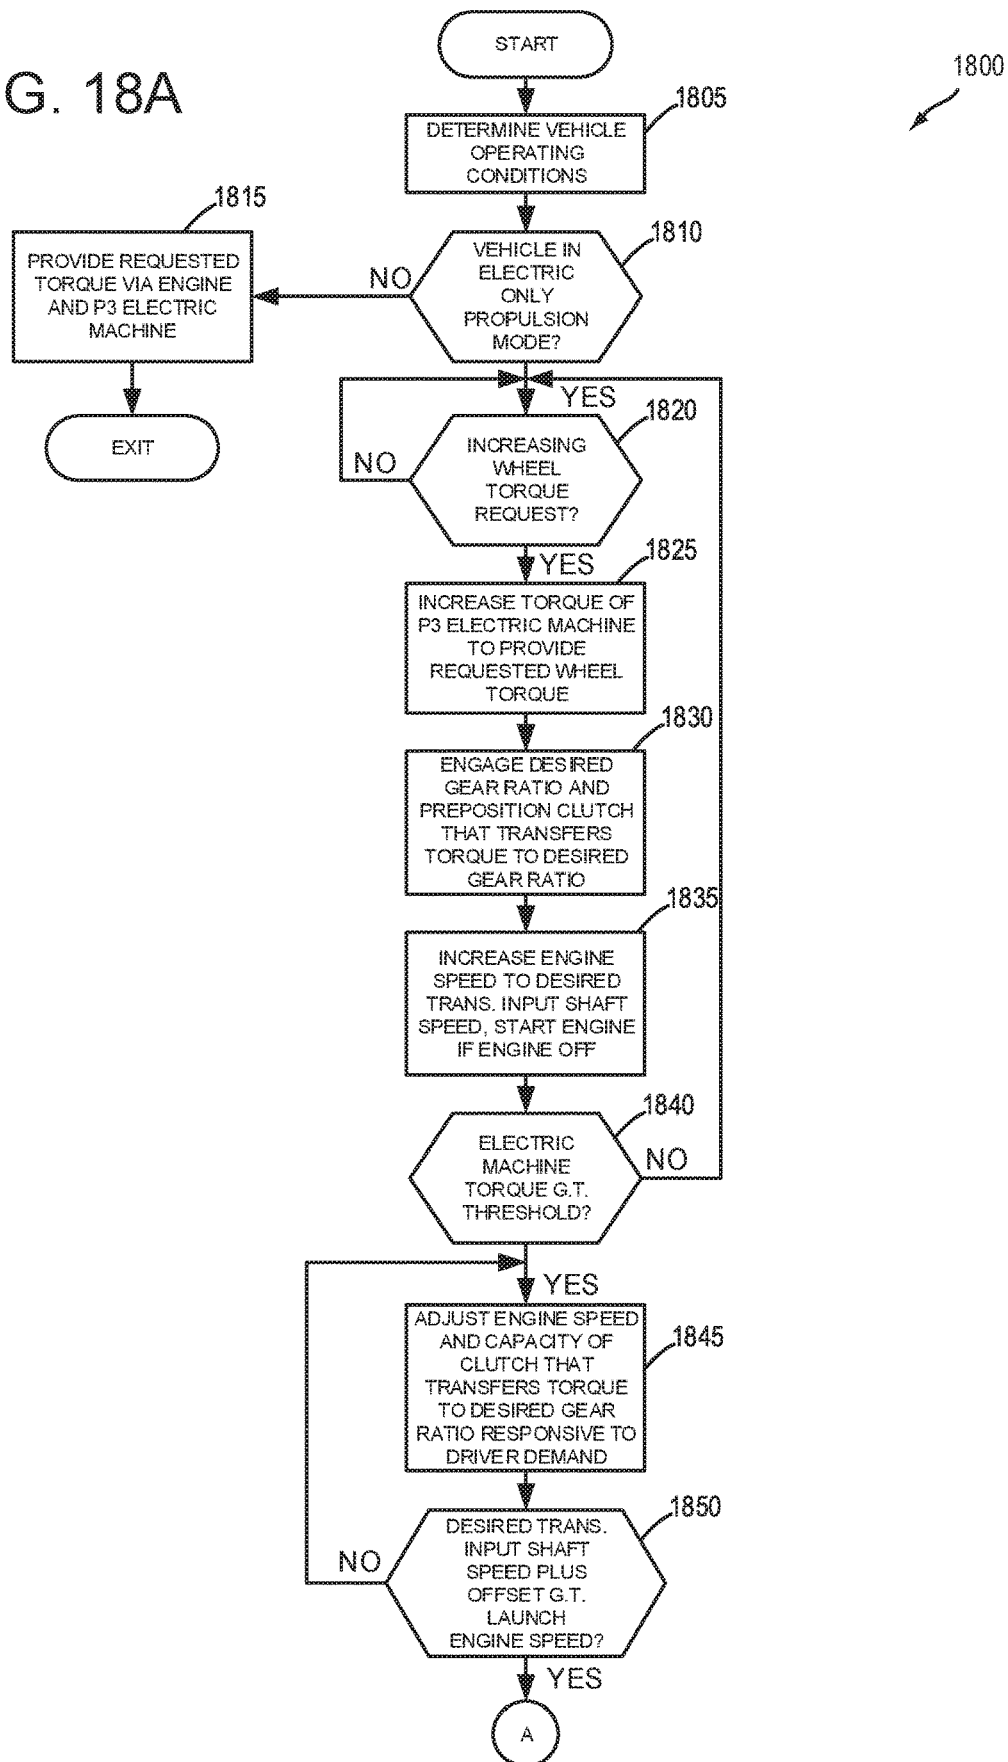 G. 18A
1800
START
1805
DETERMINE VEHICLE
OPERATING
CONDITIONS
1810
VEHICLE IN
ELECTRIC
ONLY
PROPULSION
MODE?
NO
1815
PROVIDE REQUESTED
TORQUE VIA ENGINE
AND P3 ELECTRIC
MACHINE
EXIT
YES
1820
INCREASING
WHEEL
TORQUE
REQUEST?
NO
YES
1825
INCREASE TORQUE OF
P3 ELECTRIC MACHINE
TO PROVIDE
REQUESTED WHEEL
TORQUE
1830
ENGAGE DESIRED
GEAR RATIO AND
PREPOSITION CLUTCH
THAT TRANSFERS
TORQUE TO DESIRED
GEAR RATIO
1835
INCREASE ENGINE
SPEED TO DESIRED
TRANS. INPUT SHAFT
SPEED, START ENGINE
IF ENGINE OFF
1840
ELECTRIC
MACHINE
TORQUE G.T.
THRESHOLD?
NO
YES
1845
ADJUST ENGINE SPEED
AND CAPACITY OF
CLUTCH THAT
TRANSFERS TORQUE
TO DESIRED GEAR
RATIO RESPONSIVE TO
DRIVER DEMAND
1850
DESIRED TRANS.
INPUT SHAFT
SPEED PLUS
OFFSET G.T.
LAUNCH
ENGINE SPEED?
NO
YES
A